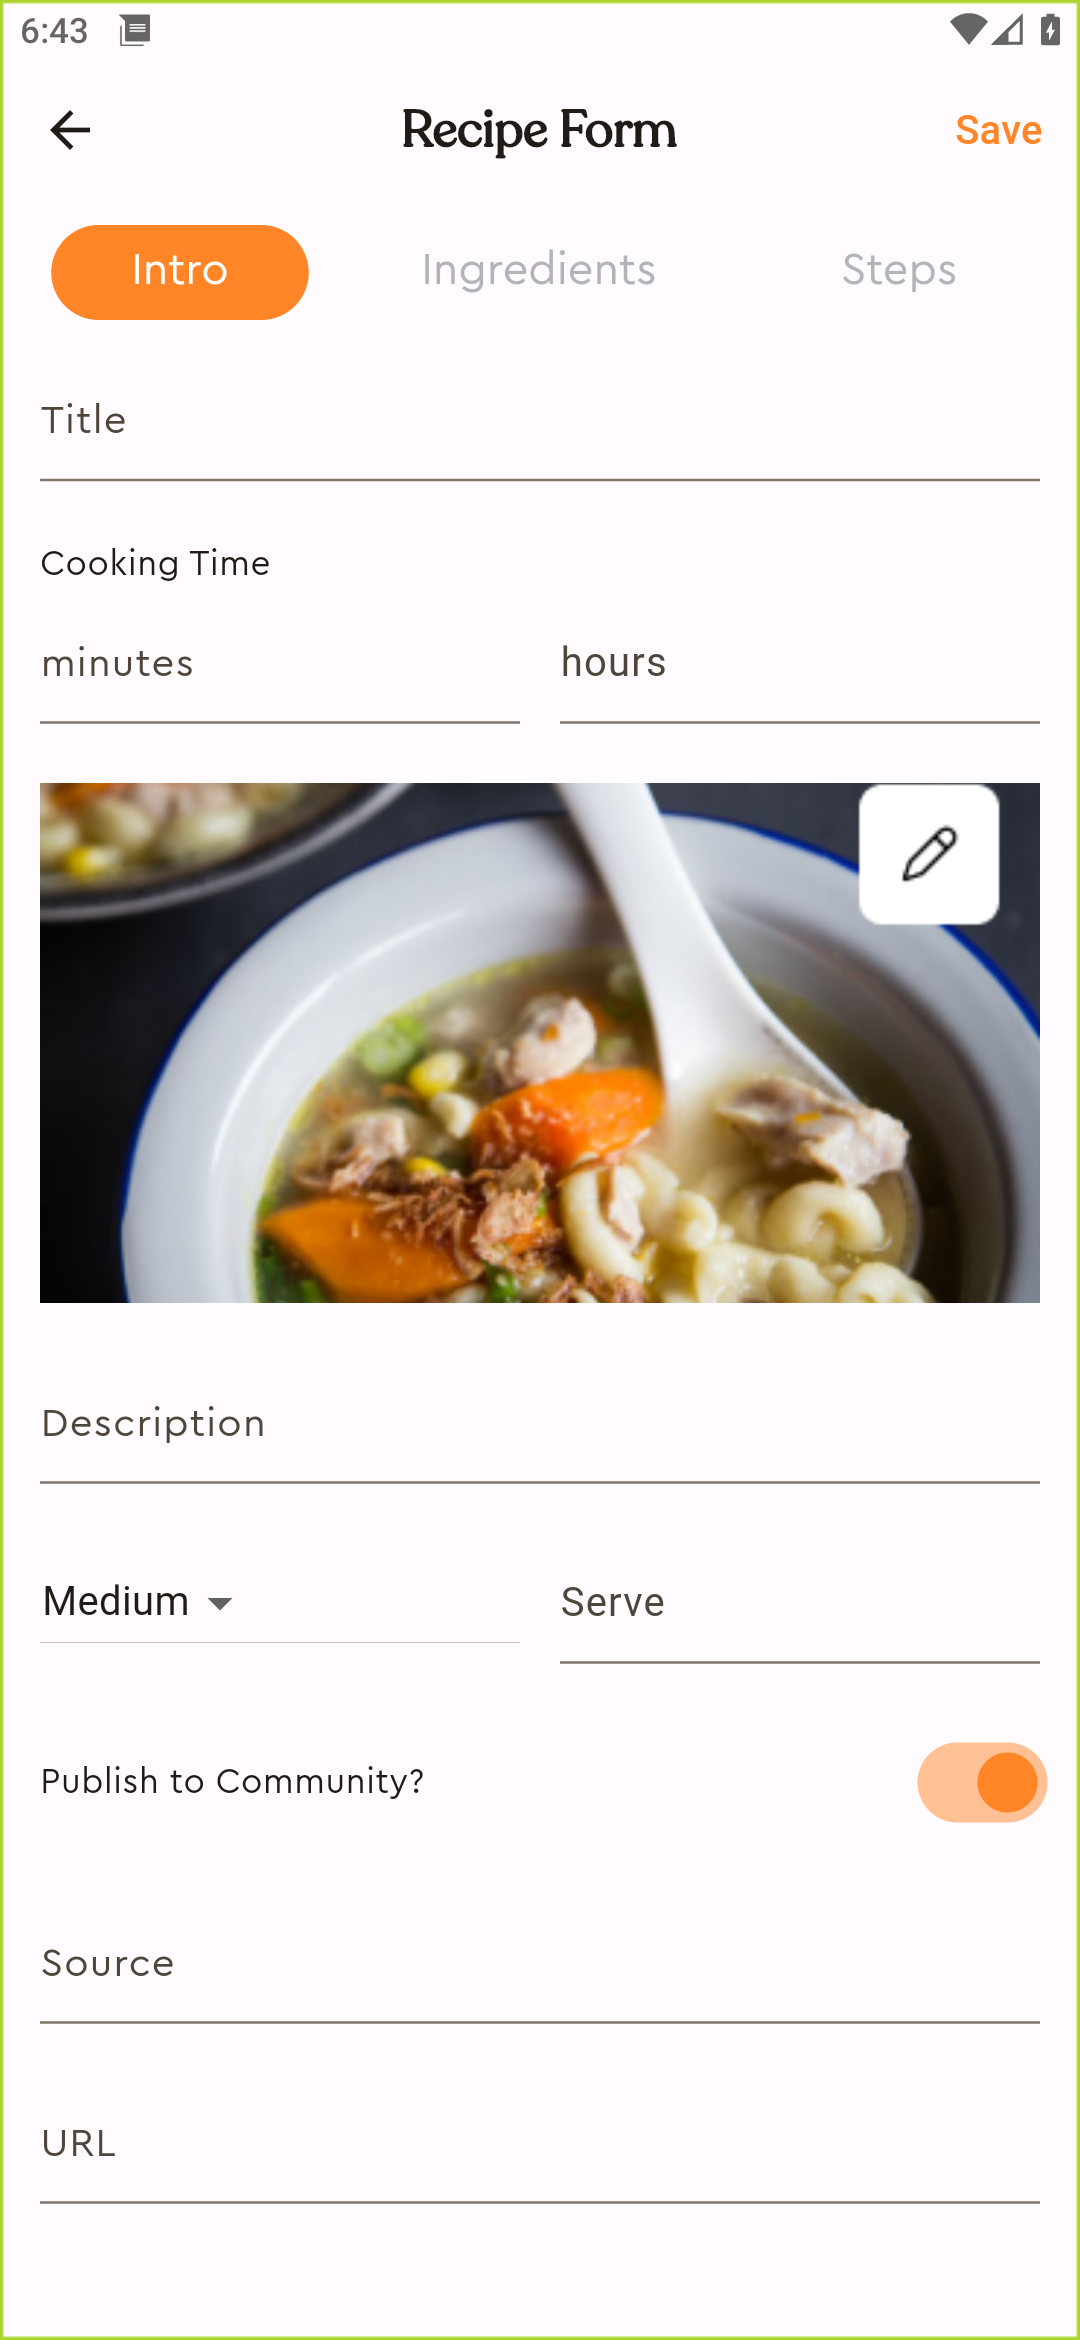 6:43
Recipe Form
Save
Intro
Ingredients
Steps
Title
Cooking Time
minutes
hours
Description
Medium
Serve
Publish to Community?
Source
URL